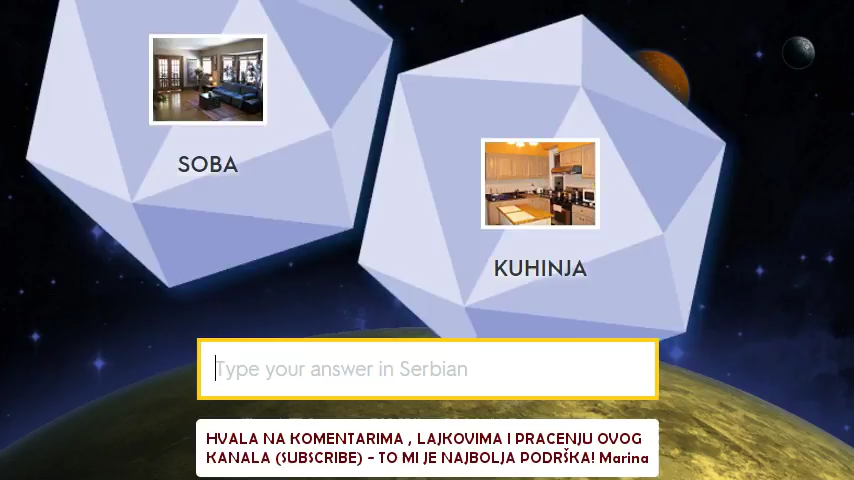 SOBA
KUHINJA
Type your answer in Serbian
HVALA NA KOMENTARIMA , LAJKOVIMA I PRACENJU OVOG
KANALA (SUBSCRIBE) - TO MI JE NAJBOLJA PODRŠKA! Marina